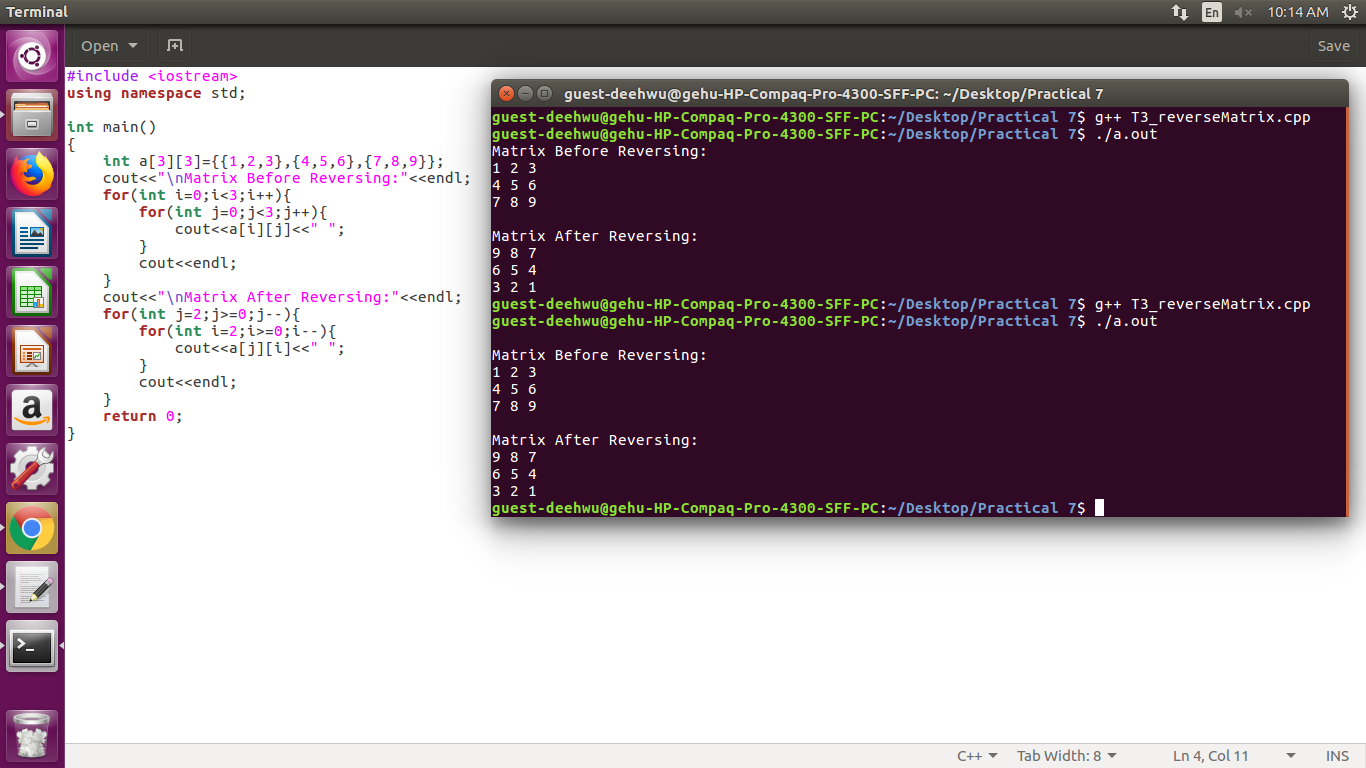 Terminal
En
10:14 AM
Open
Save
#include <iostream>
using namespace std;
int main()
{
    int a[3][3]={{1,2,3},{4,5,6},{7,8,9}};
    cout<<"\nMatrix Before Reversing:"<<endl;
    for(int i=0;i<3;i++){
        for(int j=0;j<3;j++){
            cout<<a[i][j]<<" ";
        }
        cout<<endl;
    }
    cout<<"\nMatrix After Reversing:"<<endl;
    for(int j=2;j>=0;j--){
        for(int i=2;i>=0;i--){
            cout<<a[j][i]<<" ";
        }
        cout<<endl;
    }
    return 0;
}
guest-deehwu@gehu-HP-Compaq-Pro-4300-SFF-PC: ~/Desktop/Practical 7
guest-deehwu@gehu-HP-Compaq-Pro-4300-SFF-PC:~/Desktop/Practical 7$ g++ T3_reverseMatrix.cpp
guest-deehwu@gehu-HP-Compaq-Pro-4300-SFF-PC:~/Desktop/Practical 7$ ./a.out
Matrix Before Reversing:
1 2 3
4 5 6
7 8 9
Matrix After Reversing:
9 8 7
6 5 4
3 2 1
guest-deehwu@gehu-HP-Compaq-Pro-4300-SFF-PC:~/Desktop/Practical 7$ g++ T3_reverseMatrix.cpp
guest-deehwu@gehu-HP-Compaq-Pro-4300-SFF-PC:~/Desktop/Practical 7$ ./a.out
Matrix Before Reversing:
1 2 3
4 5 6
7 8 9
Matrix After Reversing:
9 8 7
6 5 4
3 2 1
guest-deehwu@gehu-HP-Compaq-Pro-4300-SFF-PC:~/Desktop/Practical 7$
a
>_
C++
Tab Width: 8
Ln 4, Col 11
INS